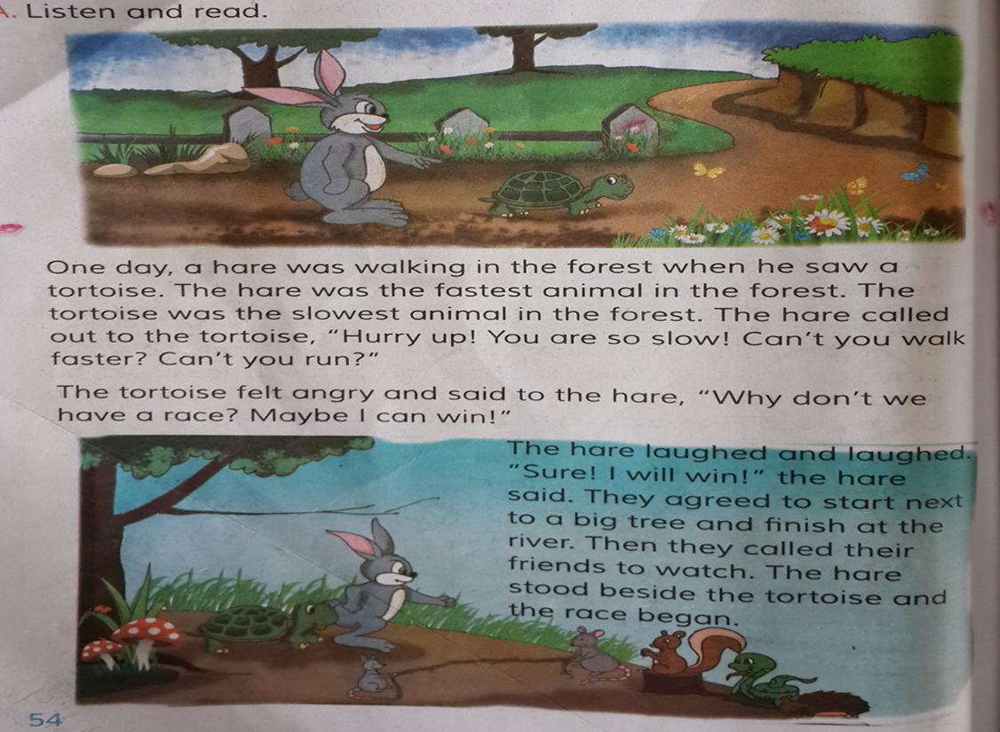 A. Listen and read.
One day, a hare was walking in the forest when he saw a
tortoise. The hare was the fastest animal in the forest. The
tortoise was the slowest animal in the forest. The hare called
out to the tortoise, “Hurry up! You are so slow! Can’t you walk
faster? Can’t you run?”
The tortoise felt angry and said to the hare, “Why don’t we
have a race? Maybe I can win!”
The hare laughed and laughed.
“Sure! I will win!” the hare
said. They agreed to start next
to a big tree and finish at the
river. Then they called their
friends to watch. The hare
stood beside the tortoise and
the race began.
54